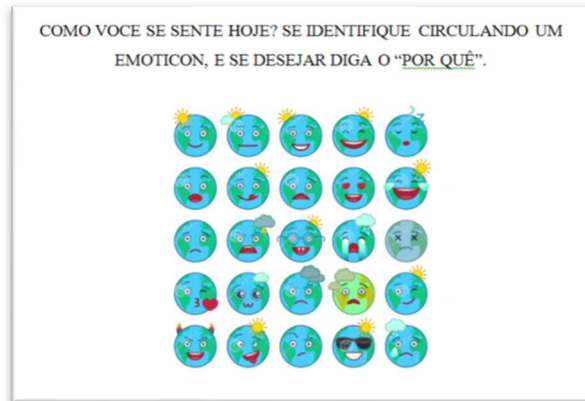 COMO VOCE SE SENTE HOJE? SE IDENTIFIQUE CIRCULANDO UM
EMOTICON, E SE DESEJAR DIGA O “POR QUÊ”.